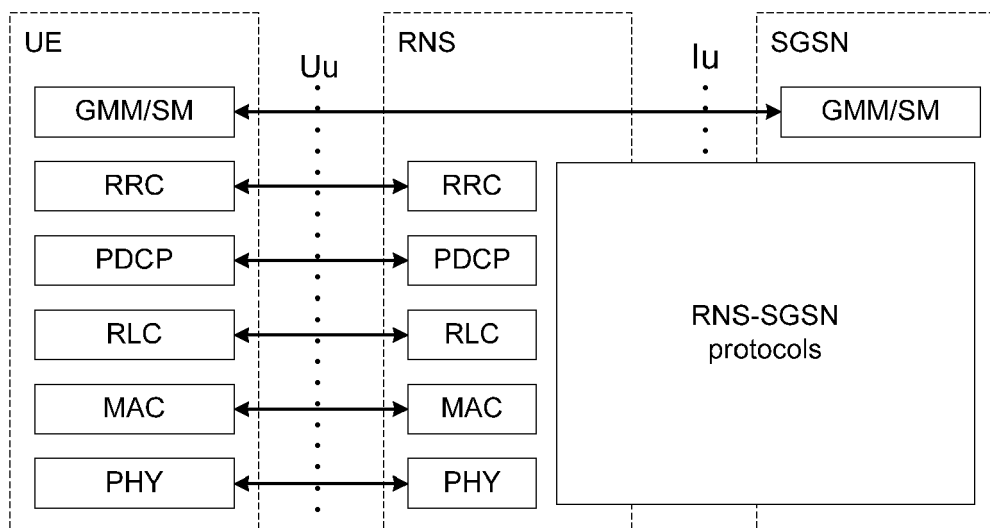 UE
RNS
SGSN
Uu
Iu
GMM/SM
GMM/SM
RRC
RRC
PDCP
PDCP
RLC
RLC
RNS-SGSN
protocols
MAC
MAC
PHY
PHY